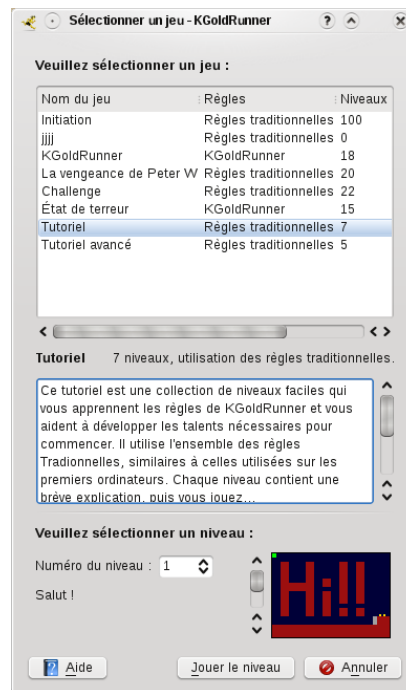 Sélectionner un jeu - KGoldRunner
Veuillez sélectionner un jeu :
Nom du jeu Règles Niveaux
Initiation Règles traditionnelles 100
jjjj Règles traditionnelles 0
KGoldRunner KGoldRunner 18
La vengeance de Peter W Règles traditionnelles 20
Challenge Règles traditionnelles 22
État de terreur KGoldRunner 15
Tutoriel Règles traditionnelles 7
Tutoriel avancé Règles traditionnelles 5
Tutoriel 7 niveaux, utilisation des règles traditionnelles.
Ce tutoriel est une collection de niveaux faciles qui
vous apprennent les règles de KGoldRunner et vous
aident à développer les talents nécessaires pour
commencer. Il utilise l'ensemble des règles
Tradionnelles, similaires à celles utilisées sur les
premiers ordinateurs. Chaque niveau contient une
brève explication, puis vous jouez...
Veuillez sélectionner un niveau :
Numéro du niveau : 1
Salut !
Hi!!
Aide Jouer le niveau Annuler